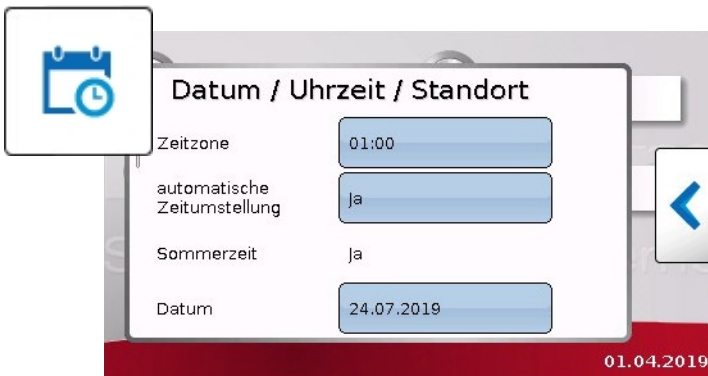 Datum / Uhrzeit / Standort
Zeitzone 01:00
automatische
Zeitumstellung Ja
Sommerzeit Ja
Datum 24.07.2019
01.04.2019